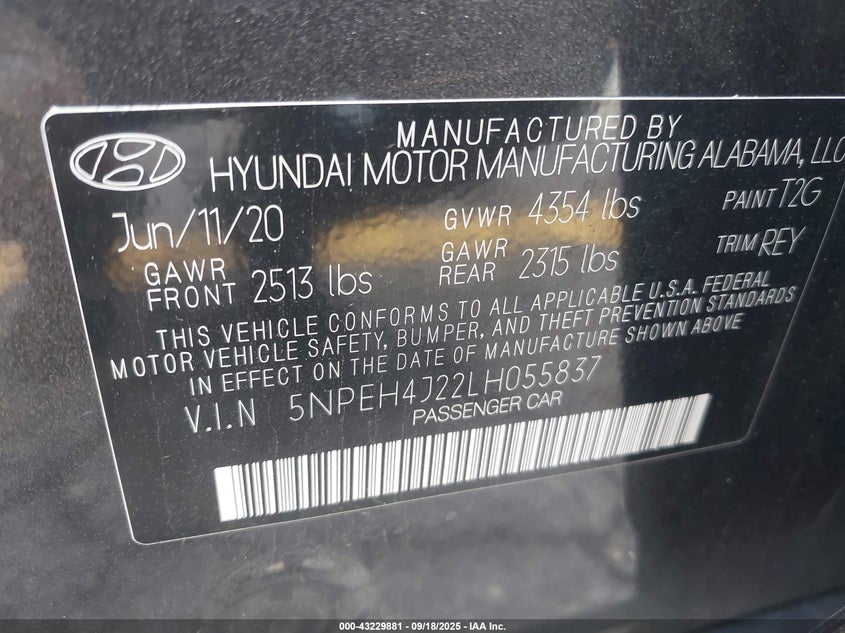 MANUFACTURED BY
HYUNDAI MOTOR MANUFACTURING ALABAMA, LLC
Jun/11/20 GVWR 4354 lbs PAINT T2G
GAWR FRONT 2513 lbs GAWR REAR 2315 lbs TRIM REY
THIS VEHICLE CONFORMS TO ALL APPLICABLE U.S.A. FEDERAL
MOTOR VEHICLE SAFETY, BUMPER, AND THEFT PREVENTION STANDARDS
IN EFFECT ON THE DATE OF MANUFACTURE SHOWN ABOVE
V.I.N 5NPEH4J22LH055837
PASSENGER CAR
000-43229881 - 09/18/2025 - IAA Inc.